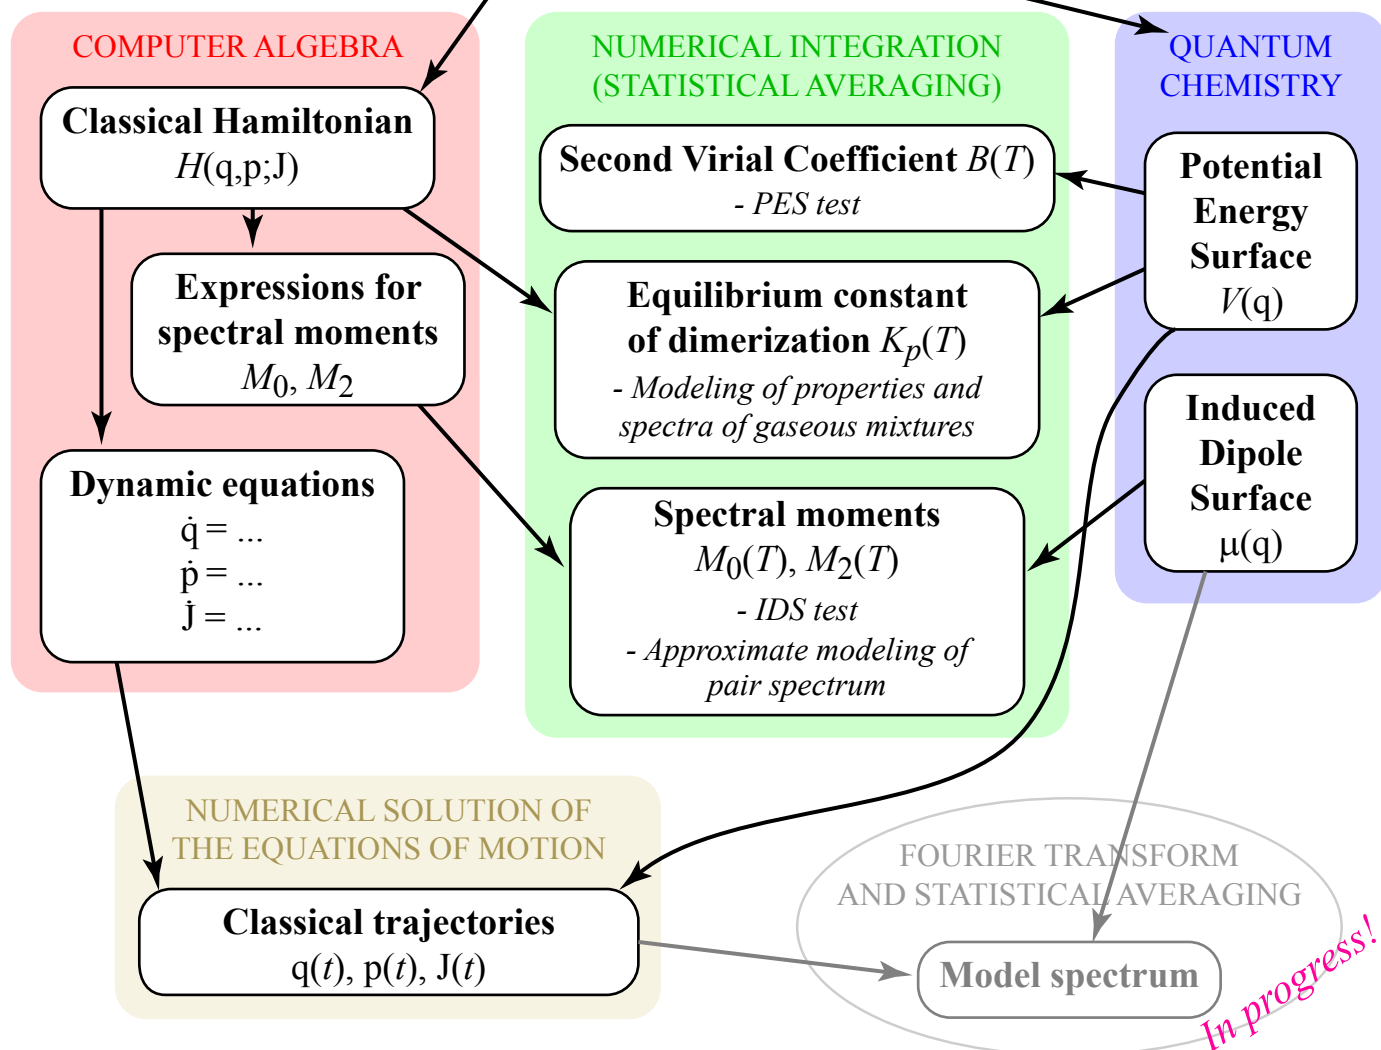 COMPUTER ALGEBRA
Classical Hamiltonian
H(q,p;J)
Expressions for
spectral moments
M0, M2
Dynamic equations
q̇ = ...
ṗ = ...
J̇ = ...
NUMERICAL INTEGRATION
(STATISTICAL AVERAGING)
Second Virial Coefficient B(T)
- PES test
Equilibrium constant
of dimerization Kp(T)
- Modeling of properties and
spectra of gaseous mixtures
Spectral moments
M0(T), M2(T)
- IDS test
- Approximate modeling of
pair spectrum
QUANTUM
CHEMISTRY
Potential
Energy
Surface
V(q)
Induced
Dipole
Surface
μ(q)
NUMERICAL SOLUTION OF
THE EQUATIONS OF MOTION
Classical trajectories
q(t), p(t), J(t)
FOURIER TRANSFORM
AND STATISTICAL AVERAGING
Model spectrum
In progress!